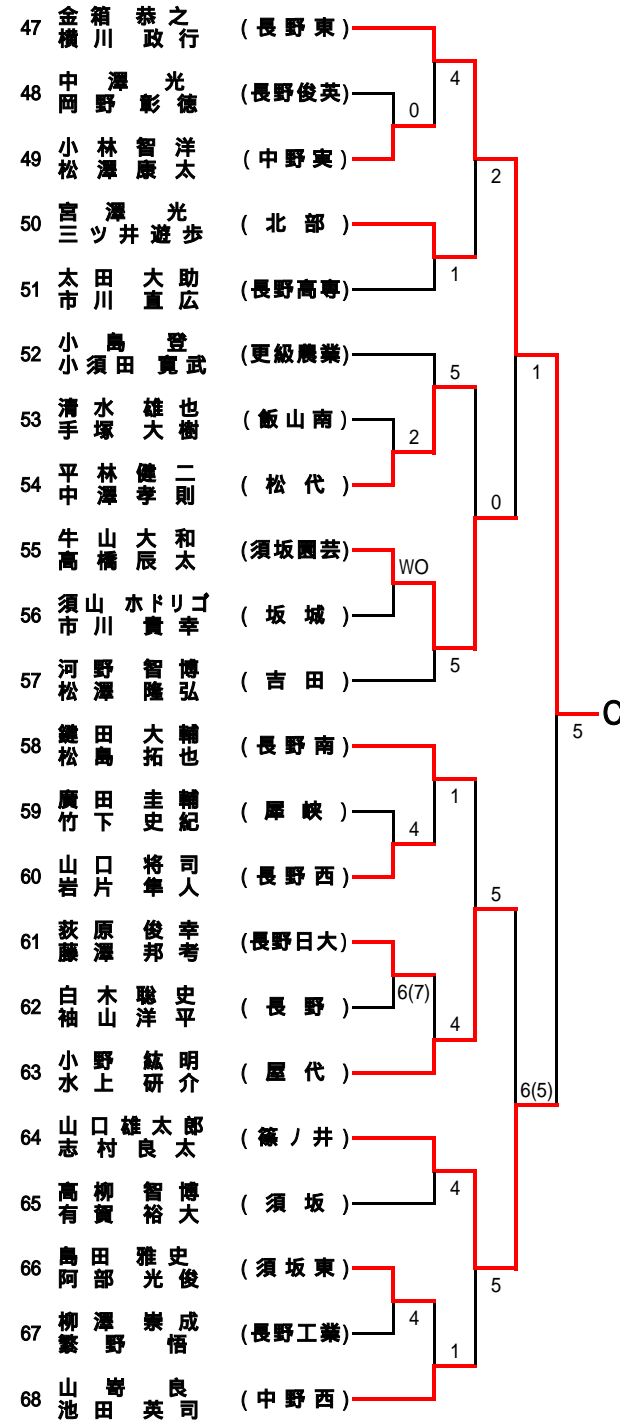 47 金箱 恭之 (長野東)
横川 政行
4
48 中澤 光 (長野俊英)
岡野彰徳
0
49 小林智洋 (中野実)
松澤康太
2
50 宮澤 光 (北部)
三ツ井遊歩
51 太田 大助 (長野高専)
市川 直広
1
52 小島 登 (更級農業)
小須田 寛武
5
1
53 清水 雄也 (飯山南)
手塚 大樹
2
54 平林健二 (松代)
中澤孝則
0
55 牛山大和 (須坂園芸)
高橋辰太
WO
56 須山 ホドリゴ (坂城)
市川 貴幸
57 河野 智博 (吉田)
松澤 隆弘
5
5
C
58 鍵田 大輔 (長野南)
松島 拓也
1
59 廣田 圭輔 (犀峡)
竹下 史紀
4
60 山口 将司 (長野西)
岩片 隼人
5
61 荻原 俊幸 (長野日大)
藤澤 邦考
6(7)
62 白木聡史 (長野)
袖山洋平
4
63 小野 紘明 (屋代)
水上 研介
6(5)
64 山口雄太郎 (篠ノ井)
志村良太
4
65 高柳 智博 (須坂)
有賀 裕大
66 島田 雅史 (須坂東)
阿部 光俊
5
4
67 柳澤 崇成 (長野工業)
繁野 悟
1
68 山嵜 良 (中野西)
池田 英司